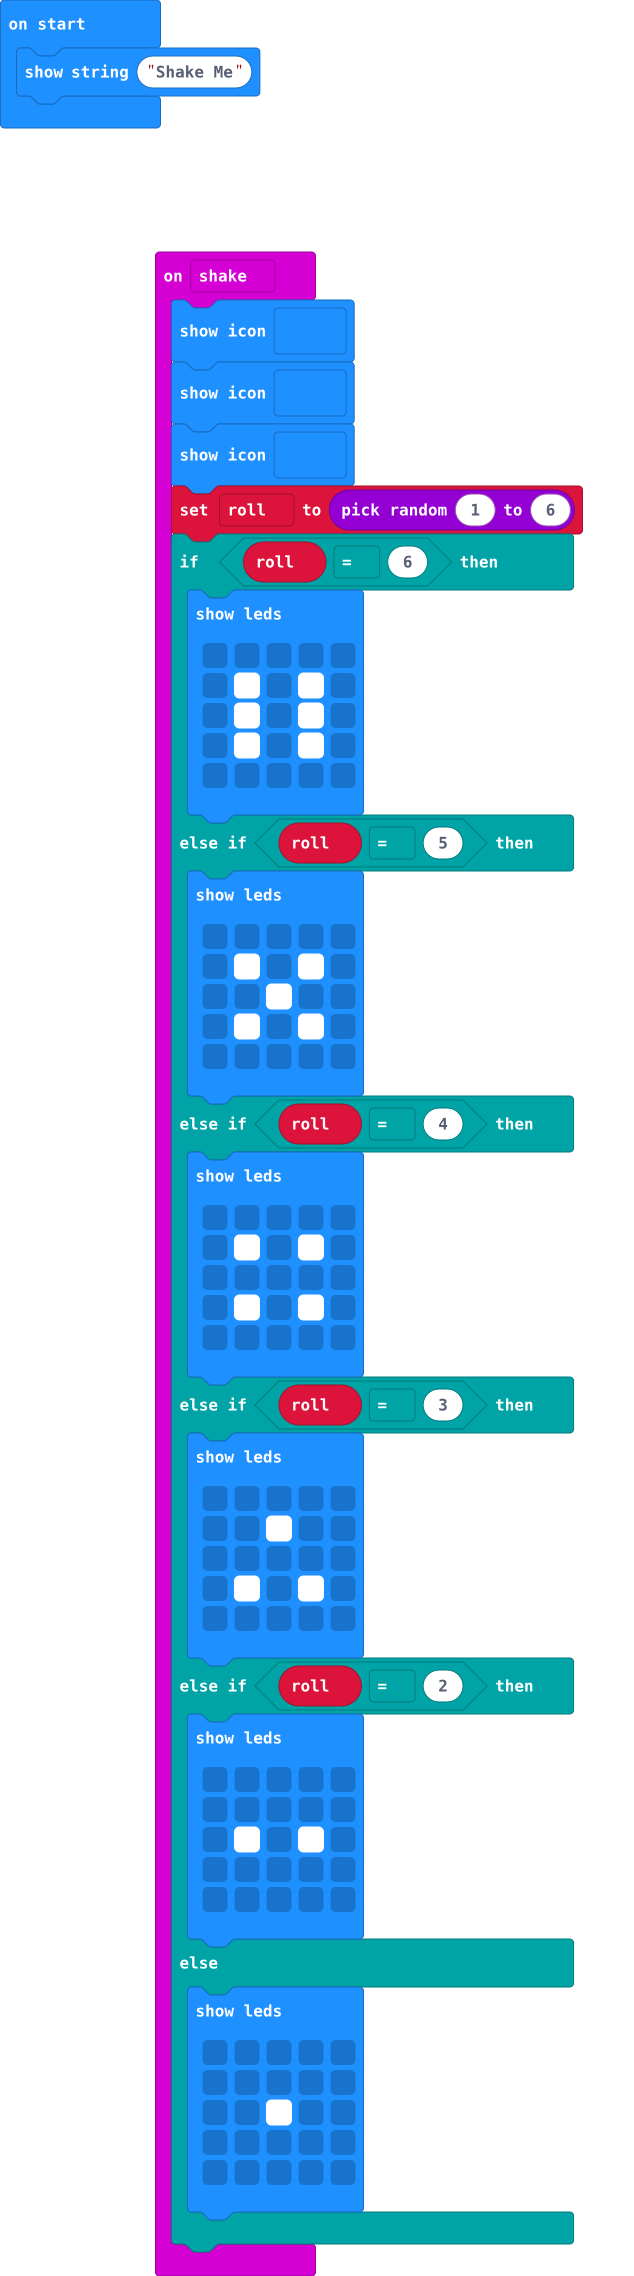 on start
show string "Shake Me"
on shake
show icon
show icon
show icon
set roll to pick random 1 to 6
if roll = 6 then
show leds
else if roll = 5 then
show leds
else if roll = 4 then
show leds
else if roll = 3 then
show leds
else if roll = 2 then
show leds
else
show leds